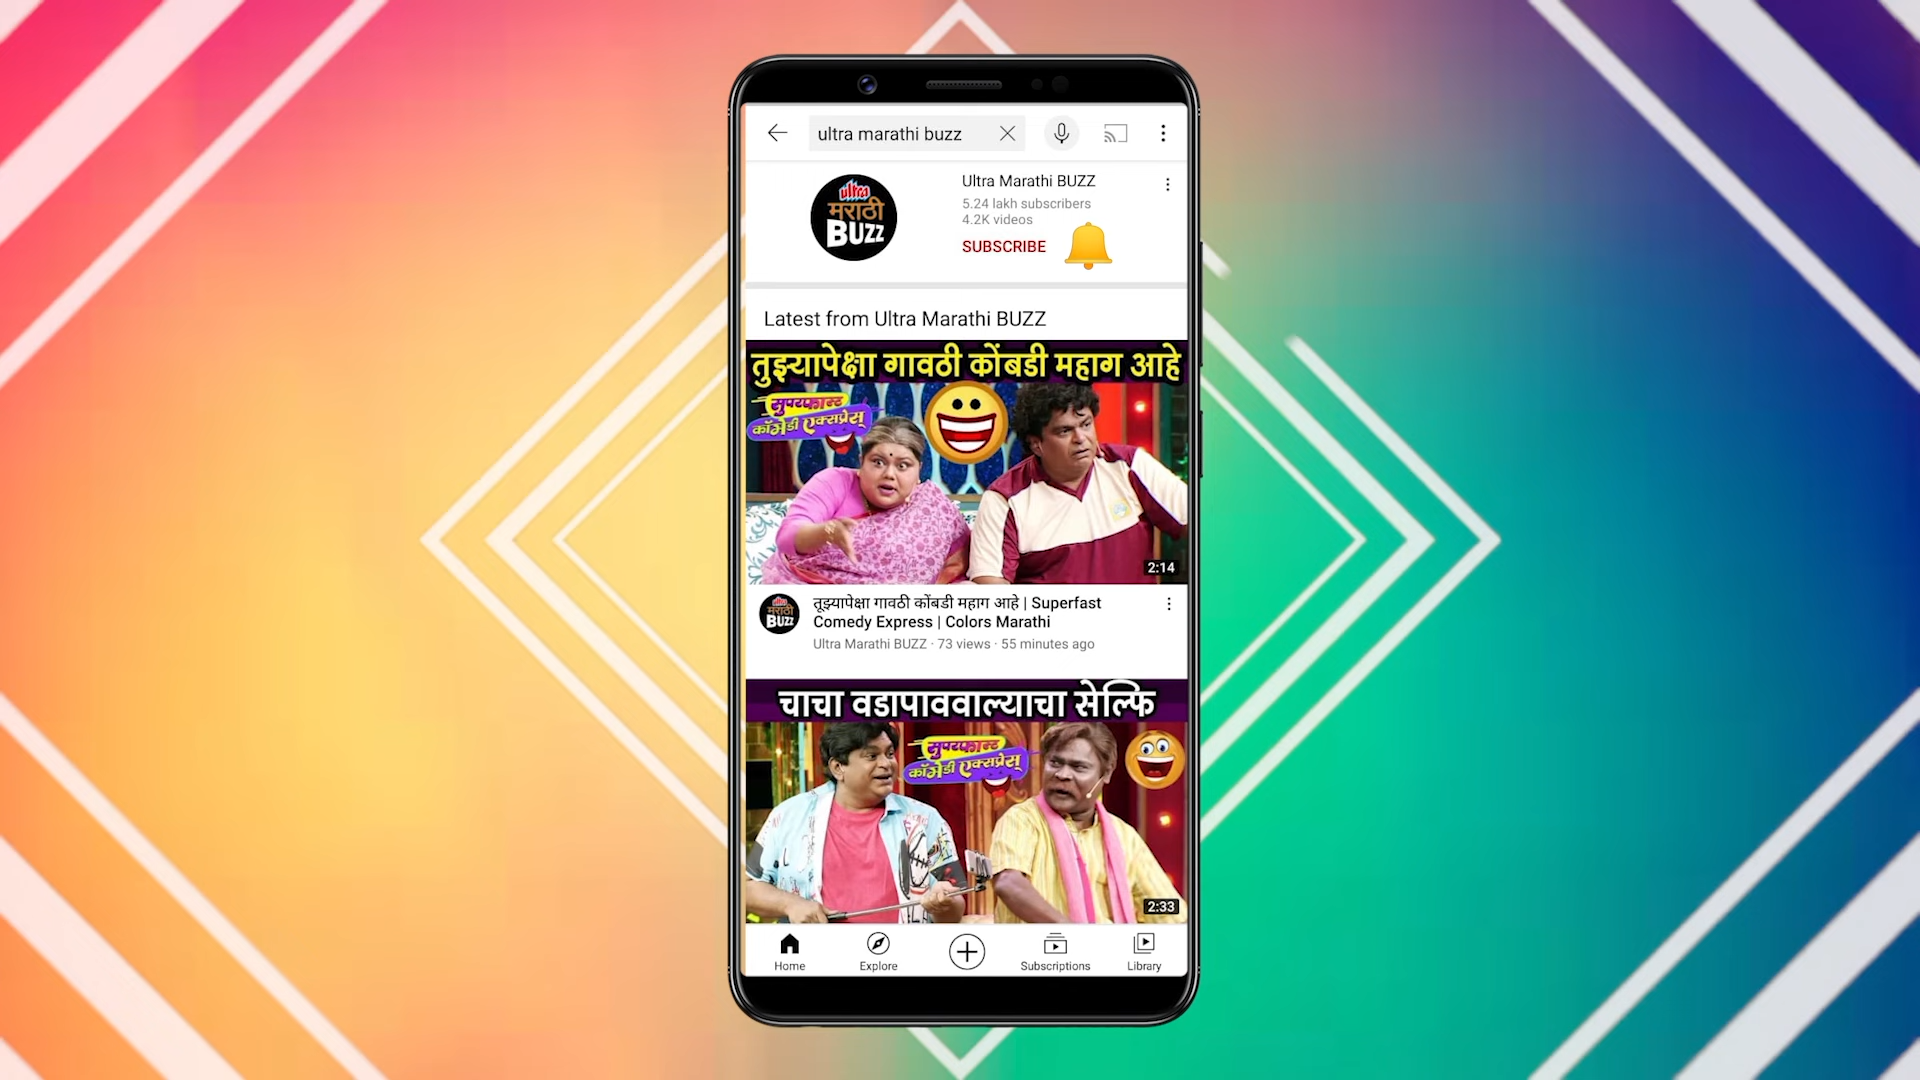 ultra marathi buzz
ultra
मराठी
BUZZ
Ultra Marathi BUZZ
5.24 lakh subscribers
4.2K videos
SUBSCRIBE
Latest from Ultra Marathi BUZZ
तुझ्यापेक्षा गावठी कोंबडी महाग आहे
सुपरफास्ट
कॉमेडी एक्सप्रेस्
2:14
ultra
मराठी
BUZZ
तूझ्यापेक्षा गावठी कोंबडी महाग आहे | Superfast
Comedy Express | Colors Marathi
Ultra Marathi BUZZ · 73 views · 55 minutes ago
चाचा वडापाववाल्याचा सेल्फि
सुपरफास्ट
कॉमेडी एक्सप्रेस्
2:33
Home
Explore
Subscriptions
Library